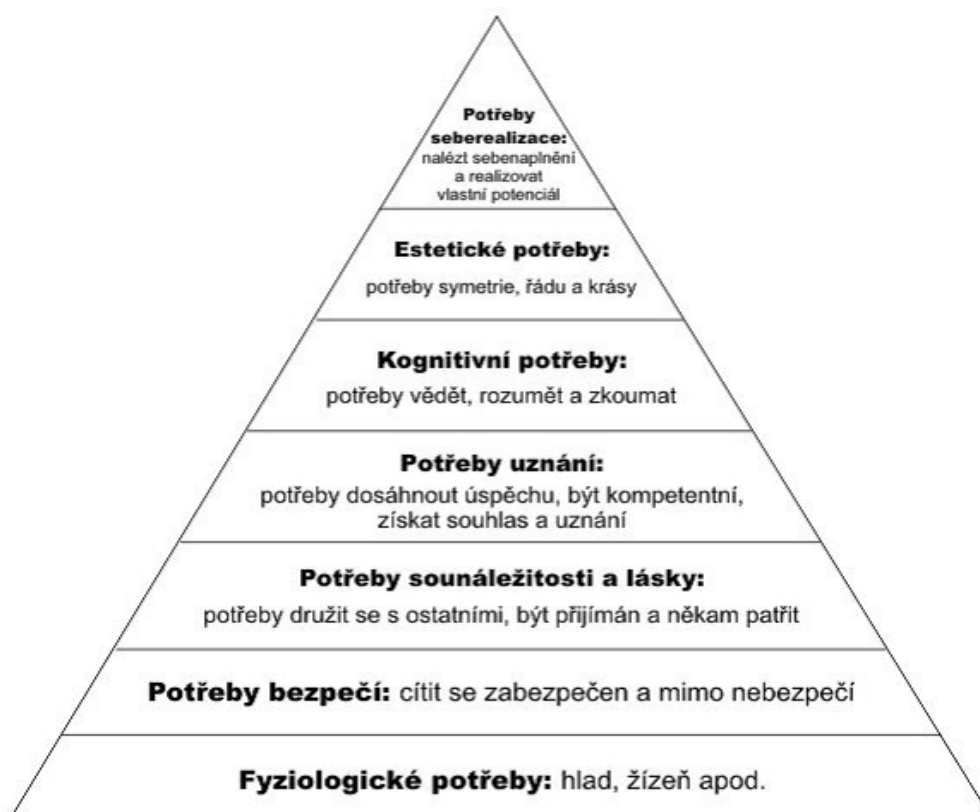 Potřeby
seberealizace:
nalézt sebenaplnění
a realizovat
vlastní potenciál
Estetické potřeby:
potřeby symetrie, řádu a krásy
Kognitivní potřeby:
potřeby vědět, rozumět a zkoumat
Potřeby uznání:
potřeby dosáhnout úspěchu, být kompetentní,
získat souhlas a uznání
Potřeby sounáležitosti a lásky:
potřeby družit se s ostatními, být přijímán a někam patřit
Potřeby bezpečí: cítit se zabezpečen a mimo nebezpečí
Fyziologické potřeby: hlad, žízeň apod.